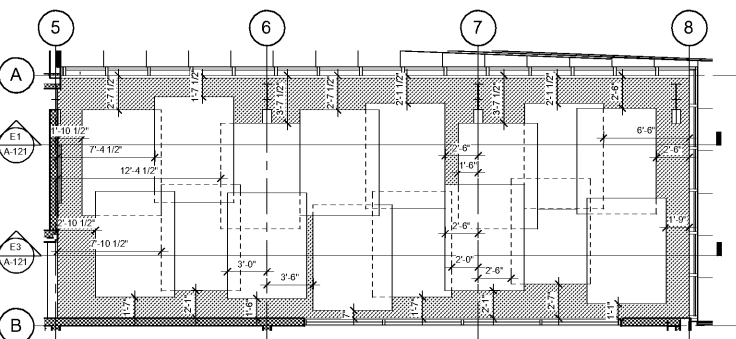 5 6 7 8
A
2'-7 1/2" 1'-7 1/2" 3'-7 1/2" 2'-7 1/2" 2'-1 1/2" 3'-7 1/2" 2'-1 1/2" 2'-6"
E1
A-121
1'-10 1/2" 6'-6"
7'-4 1/2" 2'-6" 2'-6"
1'-6"
12'-4 1/2"
2'-10 1/2" 1'-9"
2'-6"
E3
A-121
7'-10 1/2"
3'-0" 2'-0"
3'-6" 2'-6"
1'-7" 2'-1" 1'-6" 7" 1'-7" 2'-1" 2'-7" 1'-1"
B